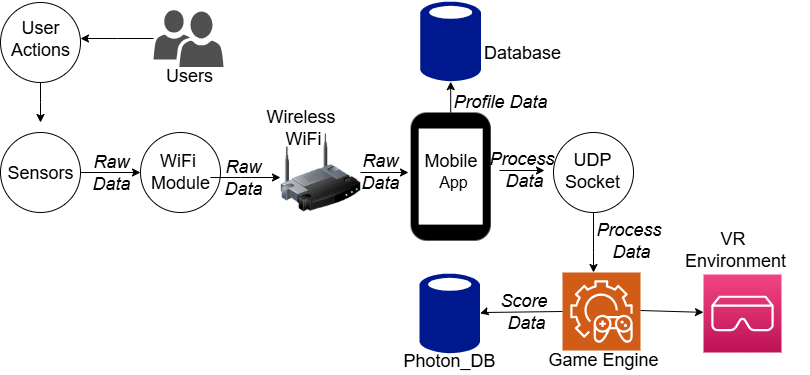 User
Actions
Users
Database
Profile Data
Wireless
WiFi
Sensors
Raw
Data
WiFi
Module
Raw
Data
Raw
Data
Mobile
App
Process
Data
UDP
Socket
Process
Data
VR
Environment
Score
Data
Photon_DB
Game Engine